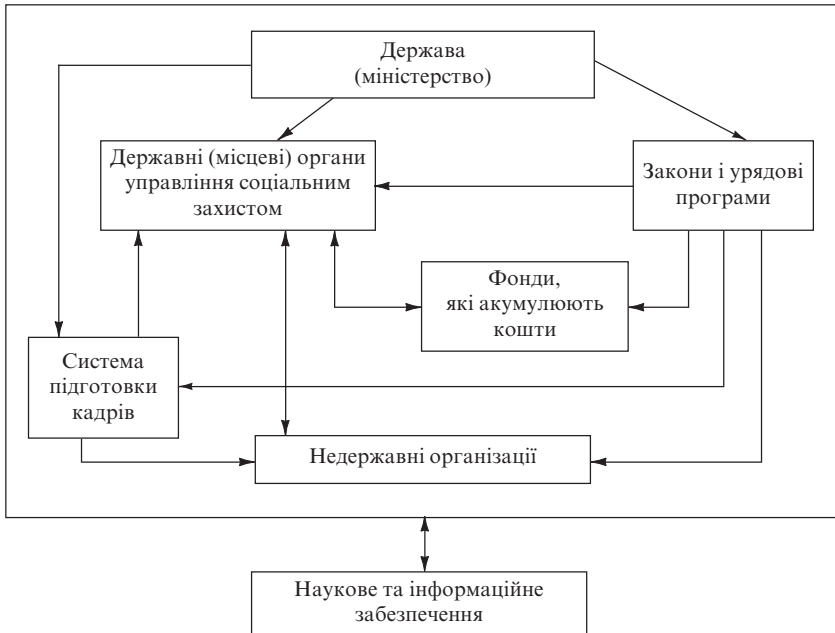 Держава
(міністерство)
Державні (місцеві) органи
управління соціальним
захистом
Закони і урядові
програми
Фонди,
які акумулюють
кошти
Система
підготовки
кадрів
Недержавні організації
Наукове та інформаційне
забезпечення